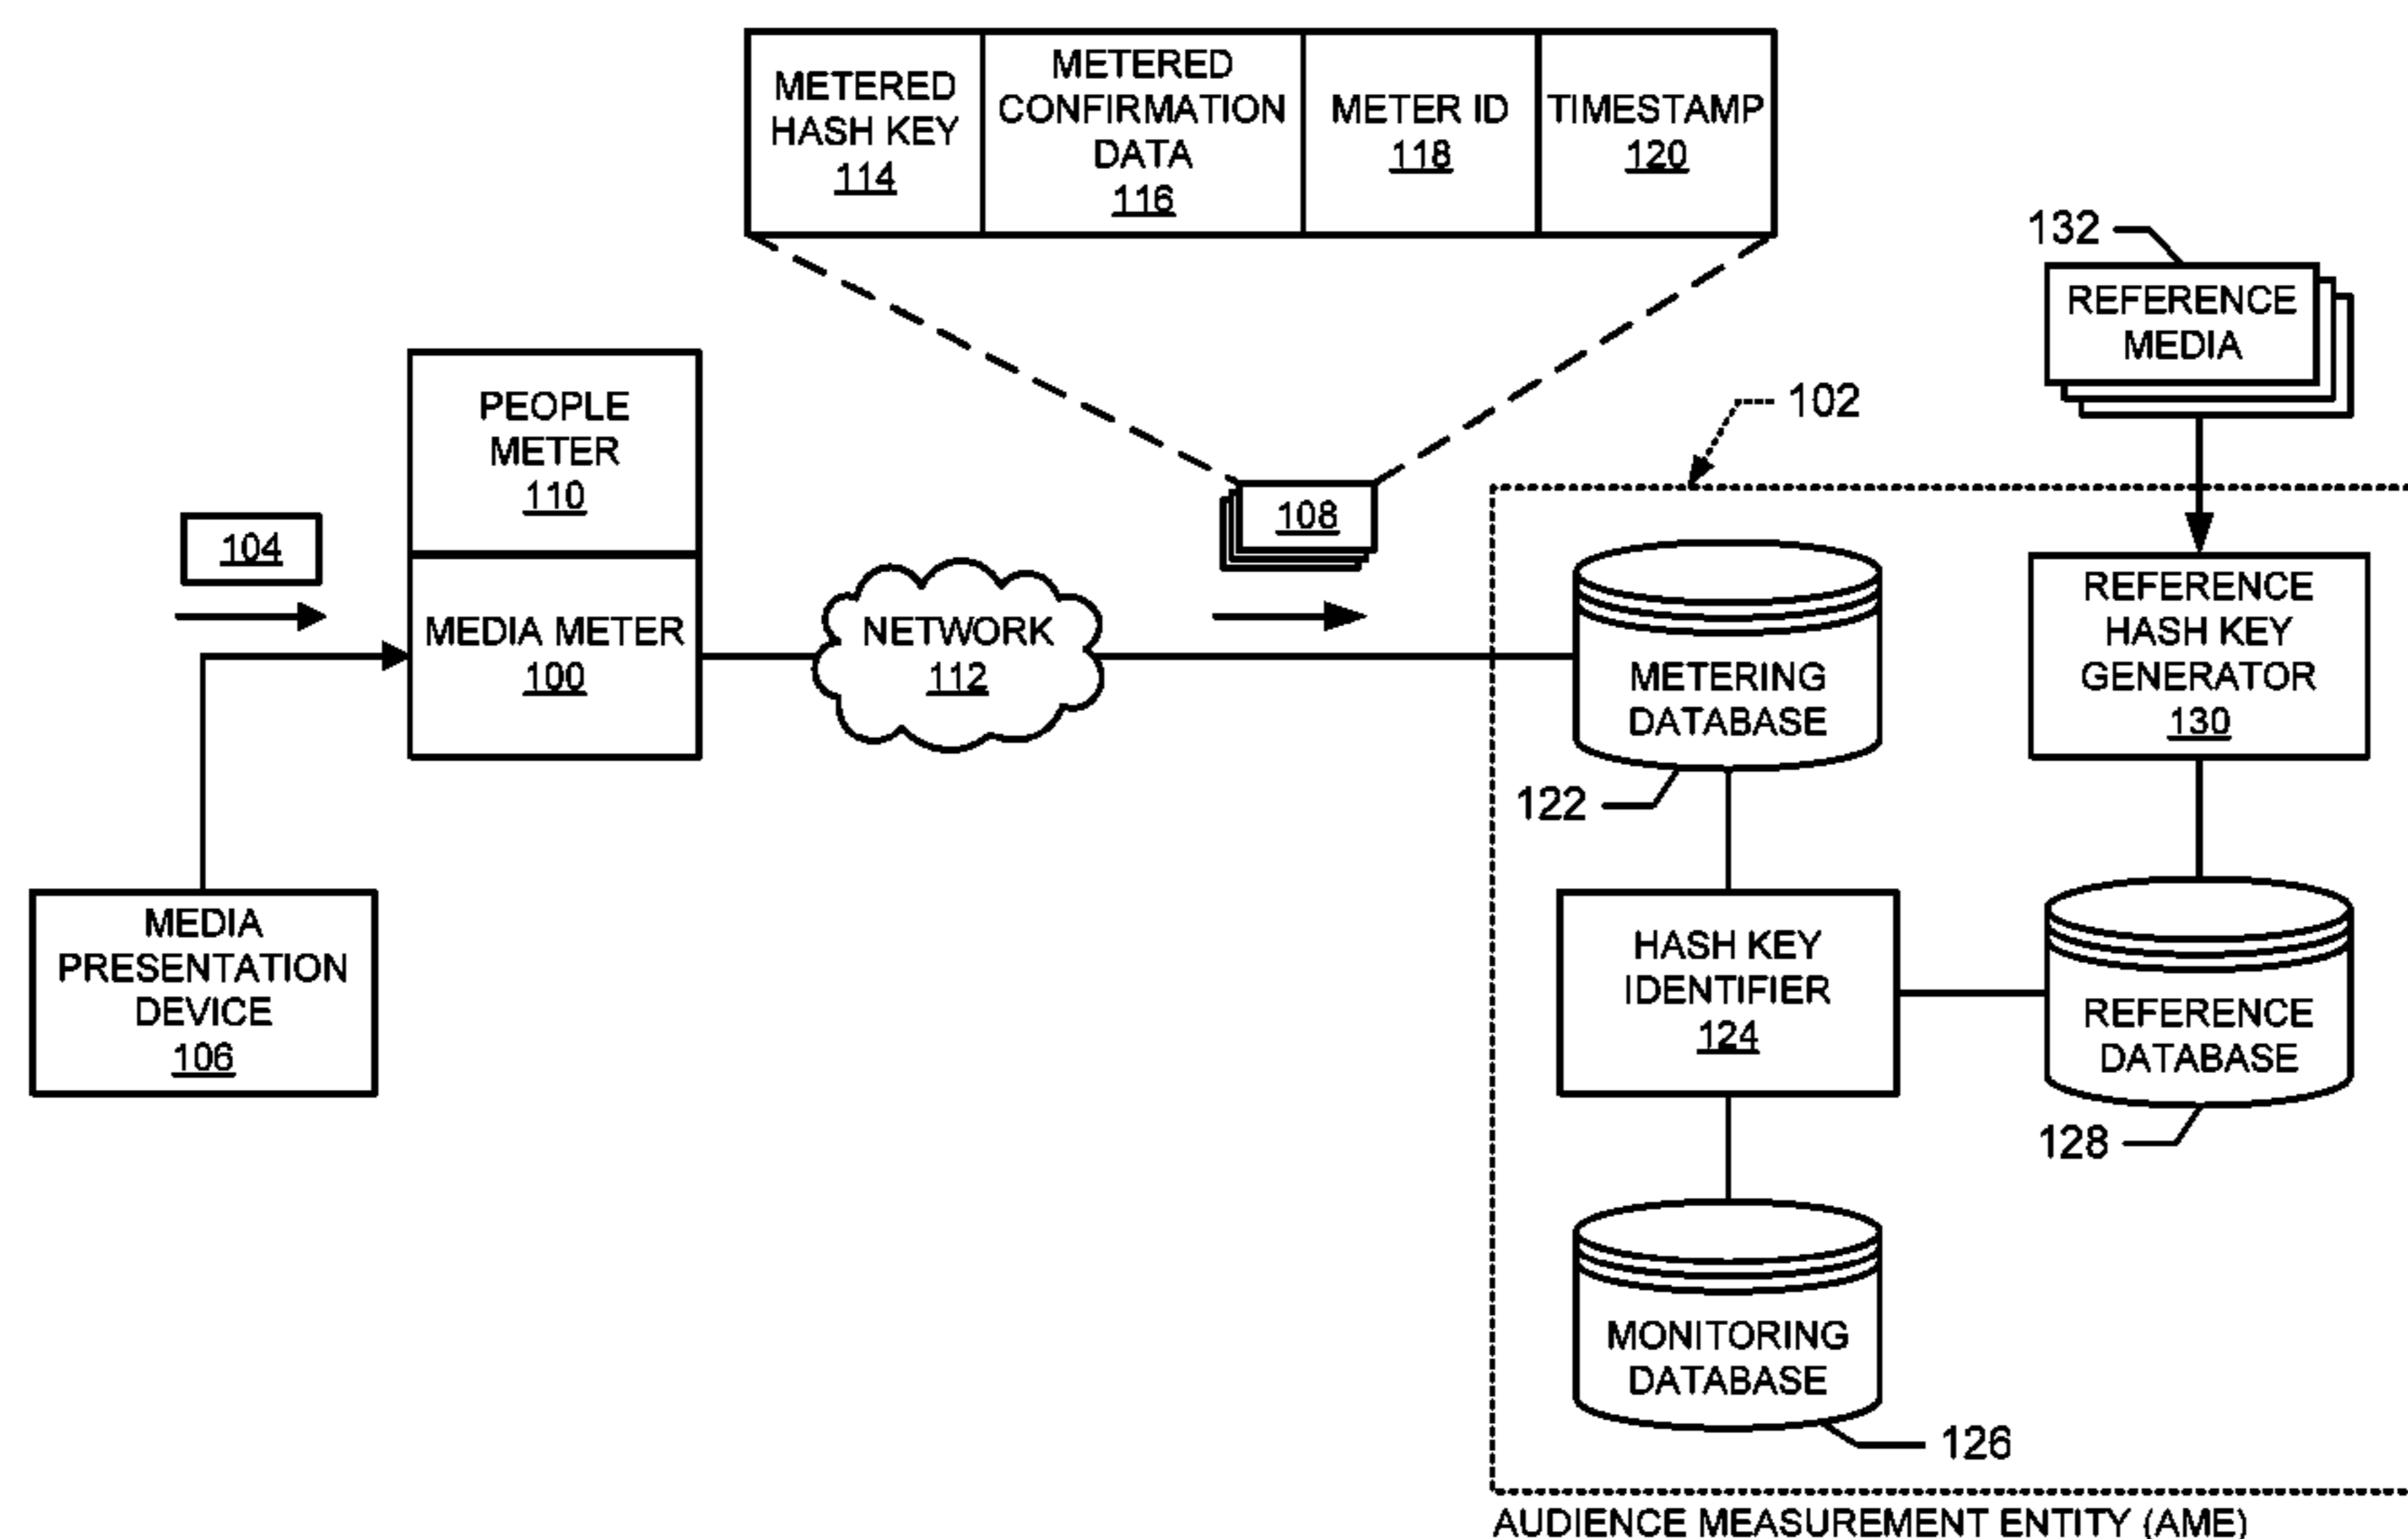 METERED
HASH KEY
114
METERED
CONFIRMATION
DATA
116
METER ID
118
TIMESTAMP
120
132
REFERENCE
MEDIA
102
PEOPLE
METER
110
104
108
MEDIA METER
100
NETWORK
112
METERING
DATABASE
122
REFERENCE
HASH KEY
GENERATOR
130
MEDIA
PRESENTATION
DEVICE
106
HASH KEY
IDENTIFIER
124
REFERENCE
DATABASE
128
MONITORING
DATABASE
126
AUDIENCE MEASUREMENT ENTITY (AME)